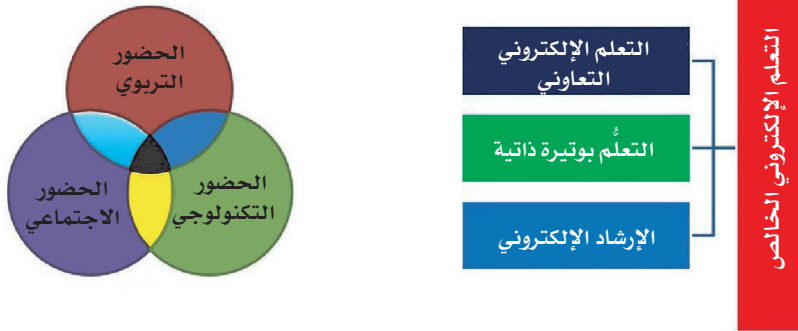 التعلم الإلكتروني الخالص
التعلم الإلكتروني
التعاوني
التعلُّم بوتيرة ذاتية
الإرشاد الإلكتروني
الحضور
التربوي
الحضور
التكنولوجي
الحضور
الاجتماعي